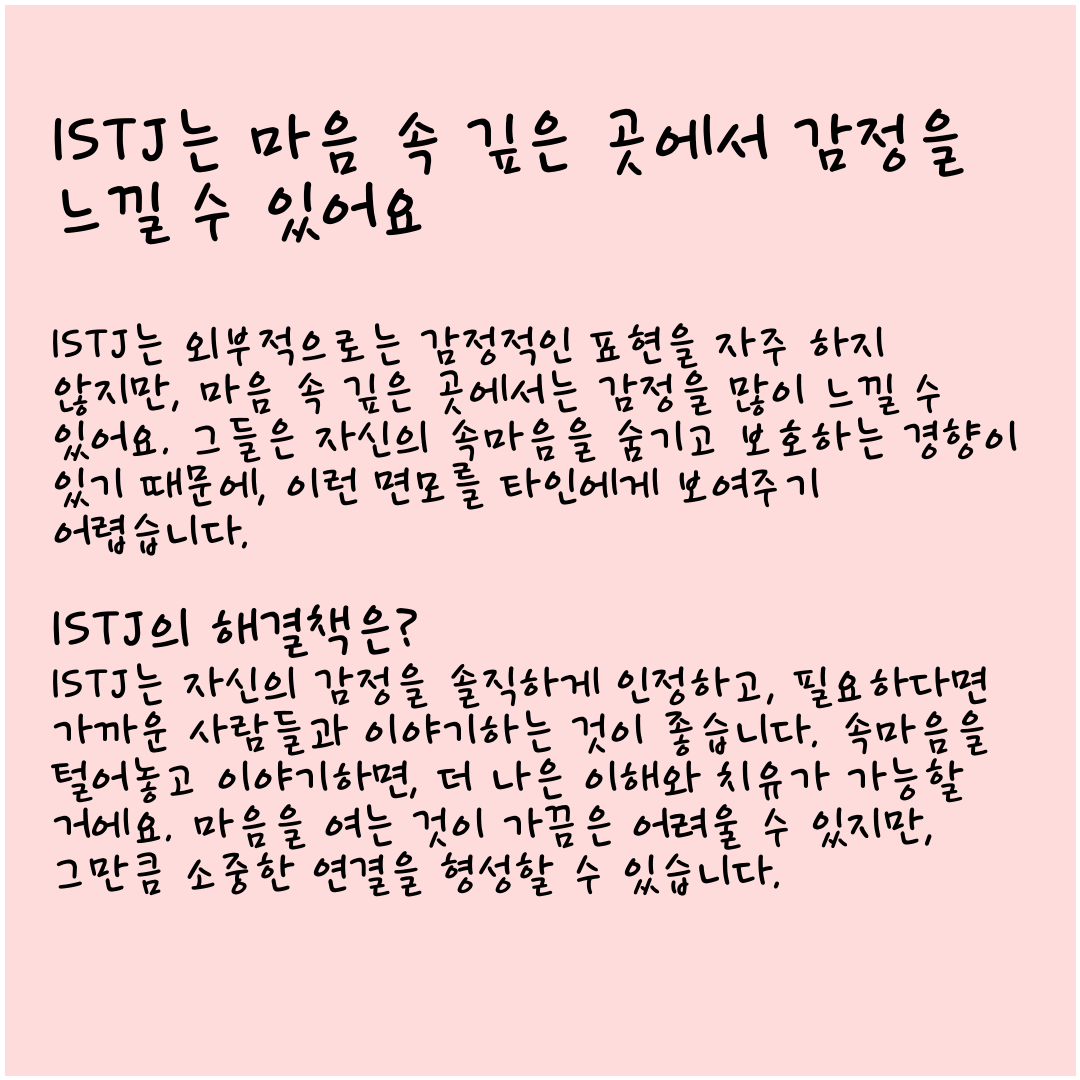 ISTJ는 마음 속 깊은 곳에서 감정을
느낄 수 있어요
ISTJ는 외부적으로는 감정적인 표현을 자주 하지
않지만, 마음 속 깊은 곳에서는 감정을 많이 느낄 수
있어요. 그들은 자신의 속마음을 숨기고 보호하는 경향이
있기 때문에, 이런 면모를 타인에게 보여주기
어렵습니다.
ISTJ의 해결책은?
ISTJ는 자신의 감정을 솔직하게 인정하고, 필요하다면
가까운 사람들과 이야기하는 것이 좋습니다. 속마음을
털어놓고 이야기하면, 더 나은 이해와 치유가 가능할
거에요. 마음을 여는 것이 가끔은 어려울 수 있지만,
그만큼 소중한 연결을 형성할 수 있습니다.